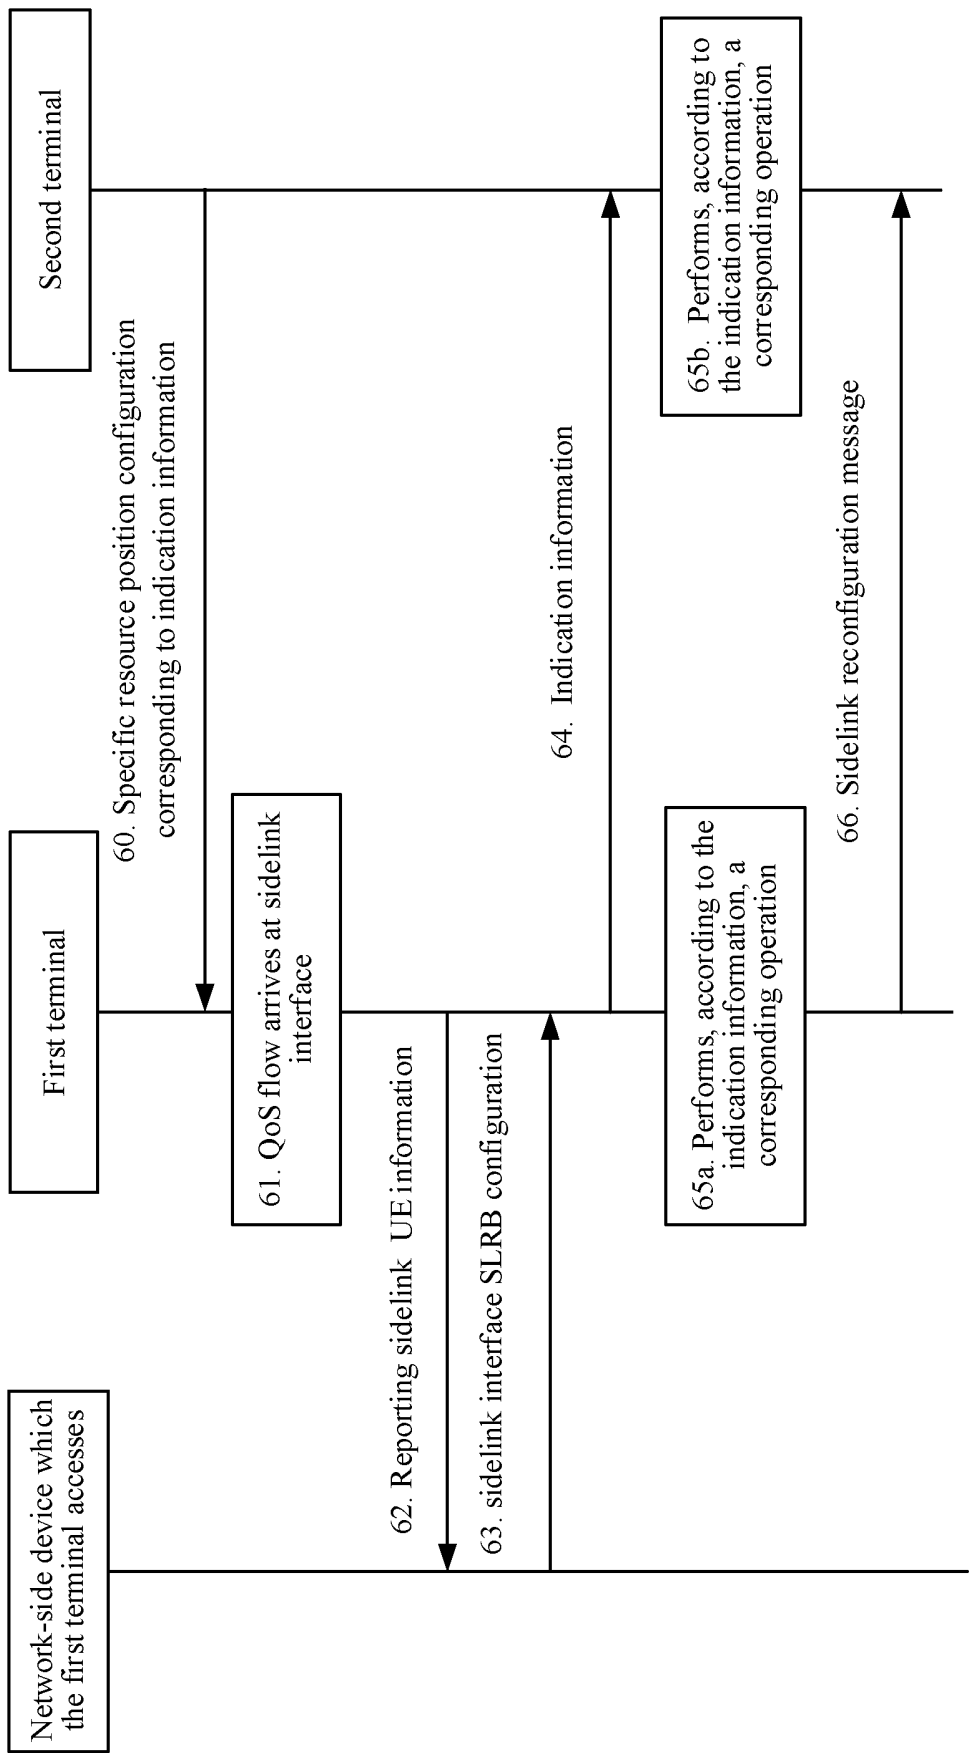 Network-side device which
the first terminal accesses
First terminal
Second terminal
60. Specific resource position configuration
corresponding to indication information
61. QoS flow arrives at sidelink
interface
62. Reporting sidelink UE information
63. sidelink interface SLRB configuration
64. Indication information
65a. Performs, according to the
indication information, a
corresponding operation
65b. Performs, according to
the indication information, a
corresponding operation
66. Sidelink reconfiguration message